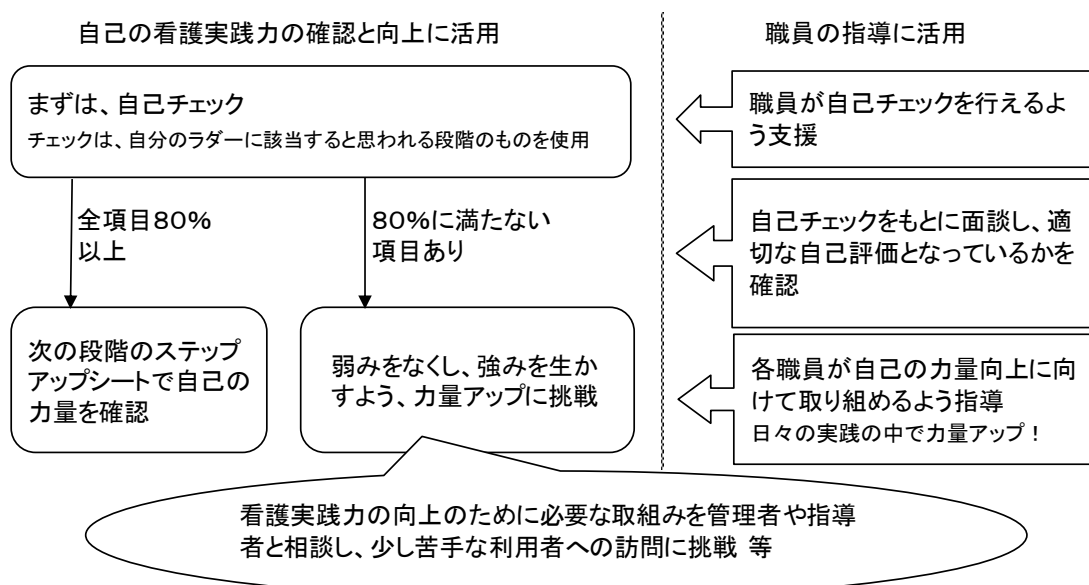 自己の看護実践力の確認と向上に活用
まずは、自己チェック
チェックは、自分のラダーに該当すると思われる段階のものを使用
全項目80%
以上
80%に満たない
項目あり
次の段階のステップ
アップシートで自己の
力量を確認
弱みをなくし、強みを生か
すよう、力量アップに挑戦
看護実践力の向上のために必要な取組みを管理者や指導
者と相談し、少し苦手な利用者への訪問に挑戦 等
職員の指導に活用
職員が自己チェックを行えるよ
う支援
自己チェックをもとに面談し、適
切な自己評価となっているかを
確認
各職員が自己の力量向上に向
けて取り組めるよう指導
日々の実践の中で力量アップ！